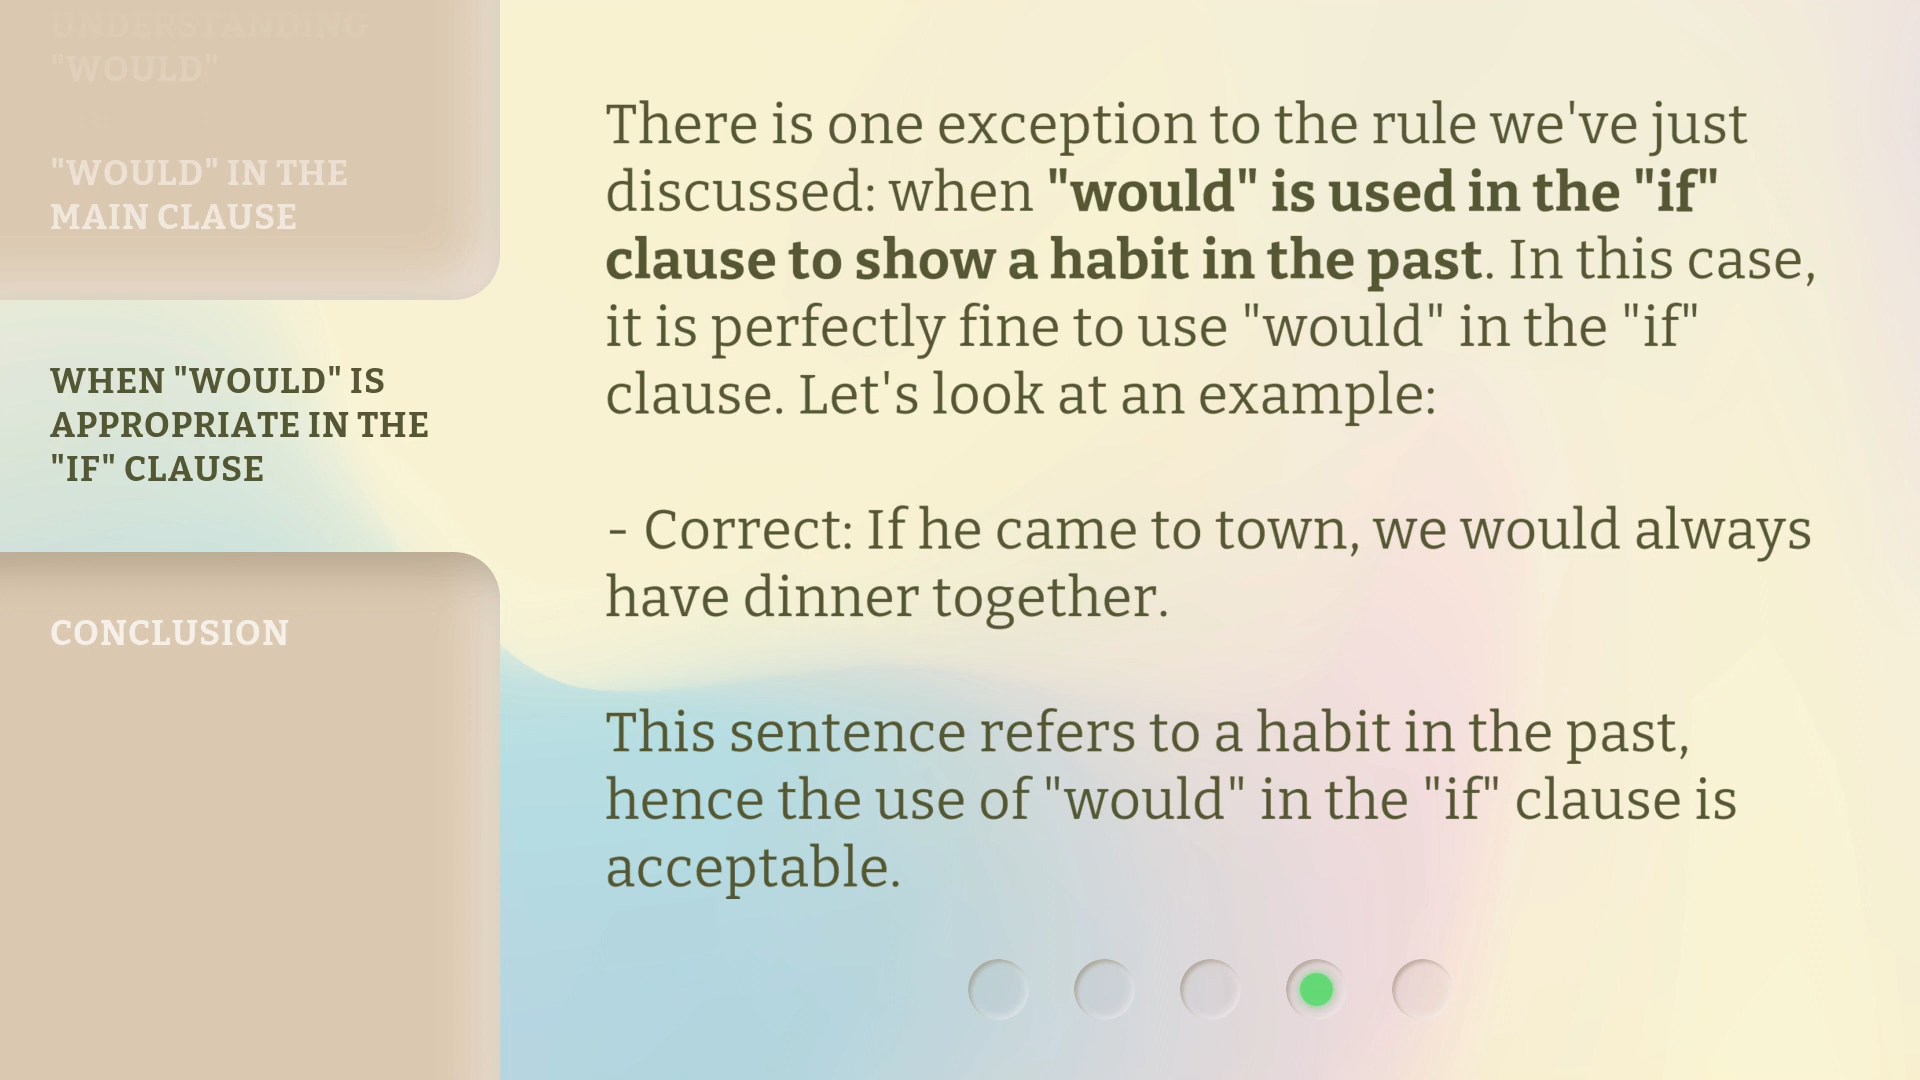 UNDERSTANDING
"WOULD"
"WOULD" IN THE
MAIN CLAUSE
WHEN "WOULD" IS
APPROPRIATE IN THE
"IF" CLAUSE
CONCLUSION
There is one exception to the rule we've just
discussed: when "would" is used in the "if"
clause to show a habit in the past. In this case,
it is perfectly fine to use "would" in the "if"
clause. Let's look at an example:
- Correct: If he came to town, we would always
have dinner together.
This sentence refers to a habit in the past,
hence the use of "would" in the "if" clause is
acceptable.